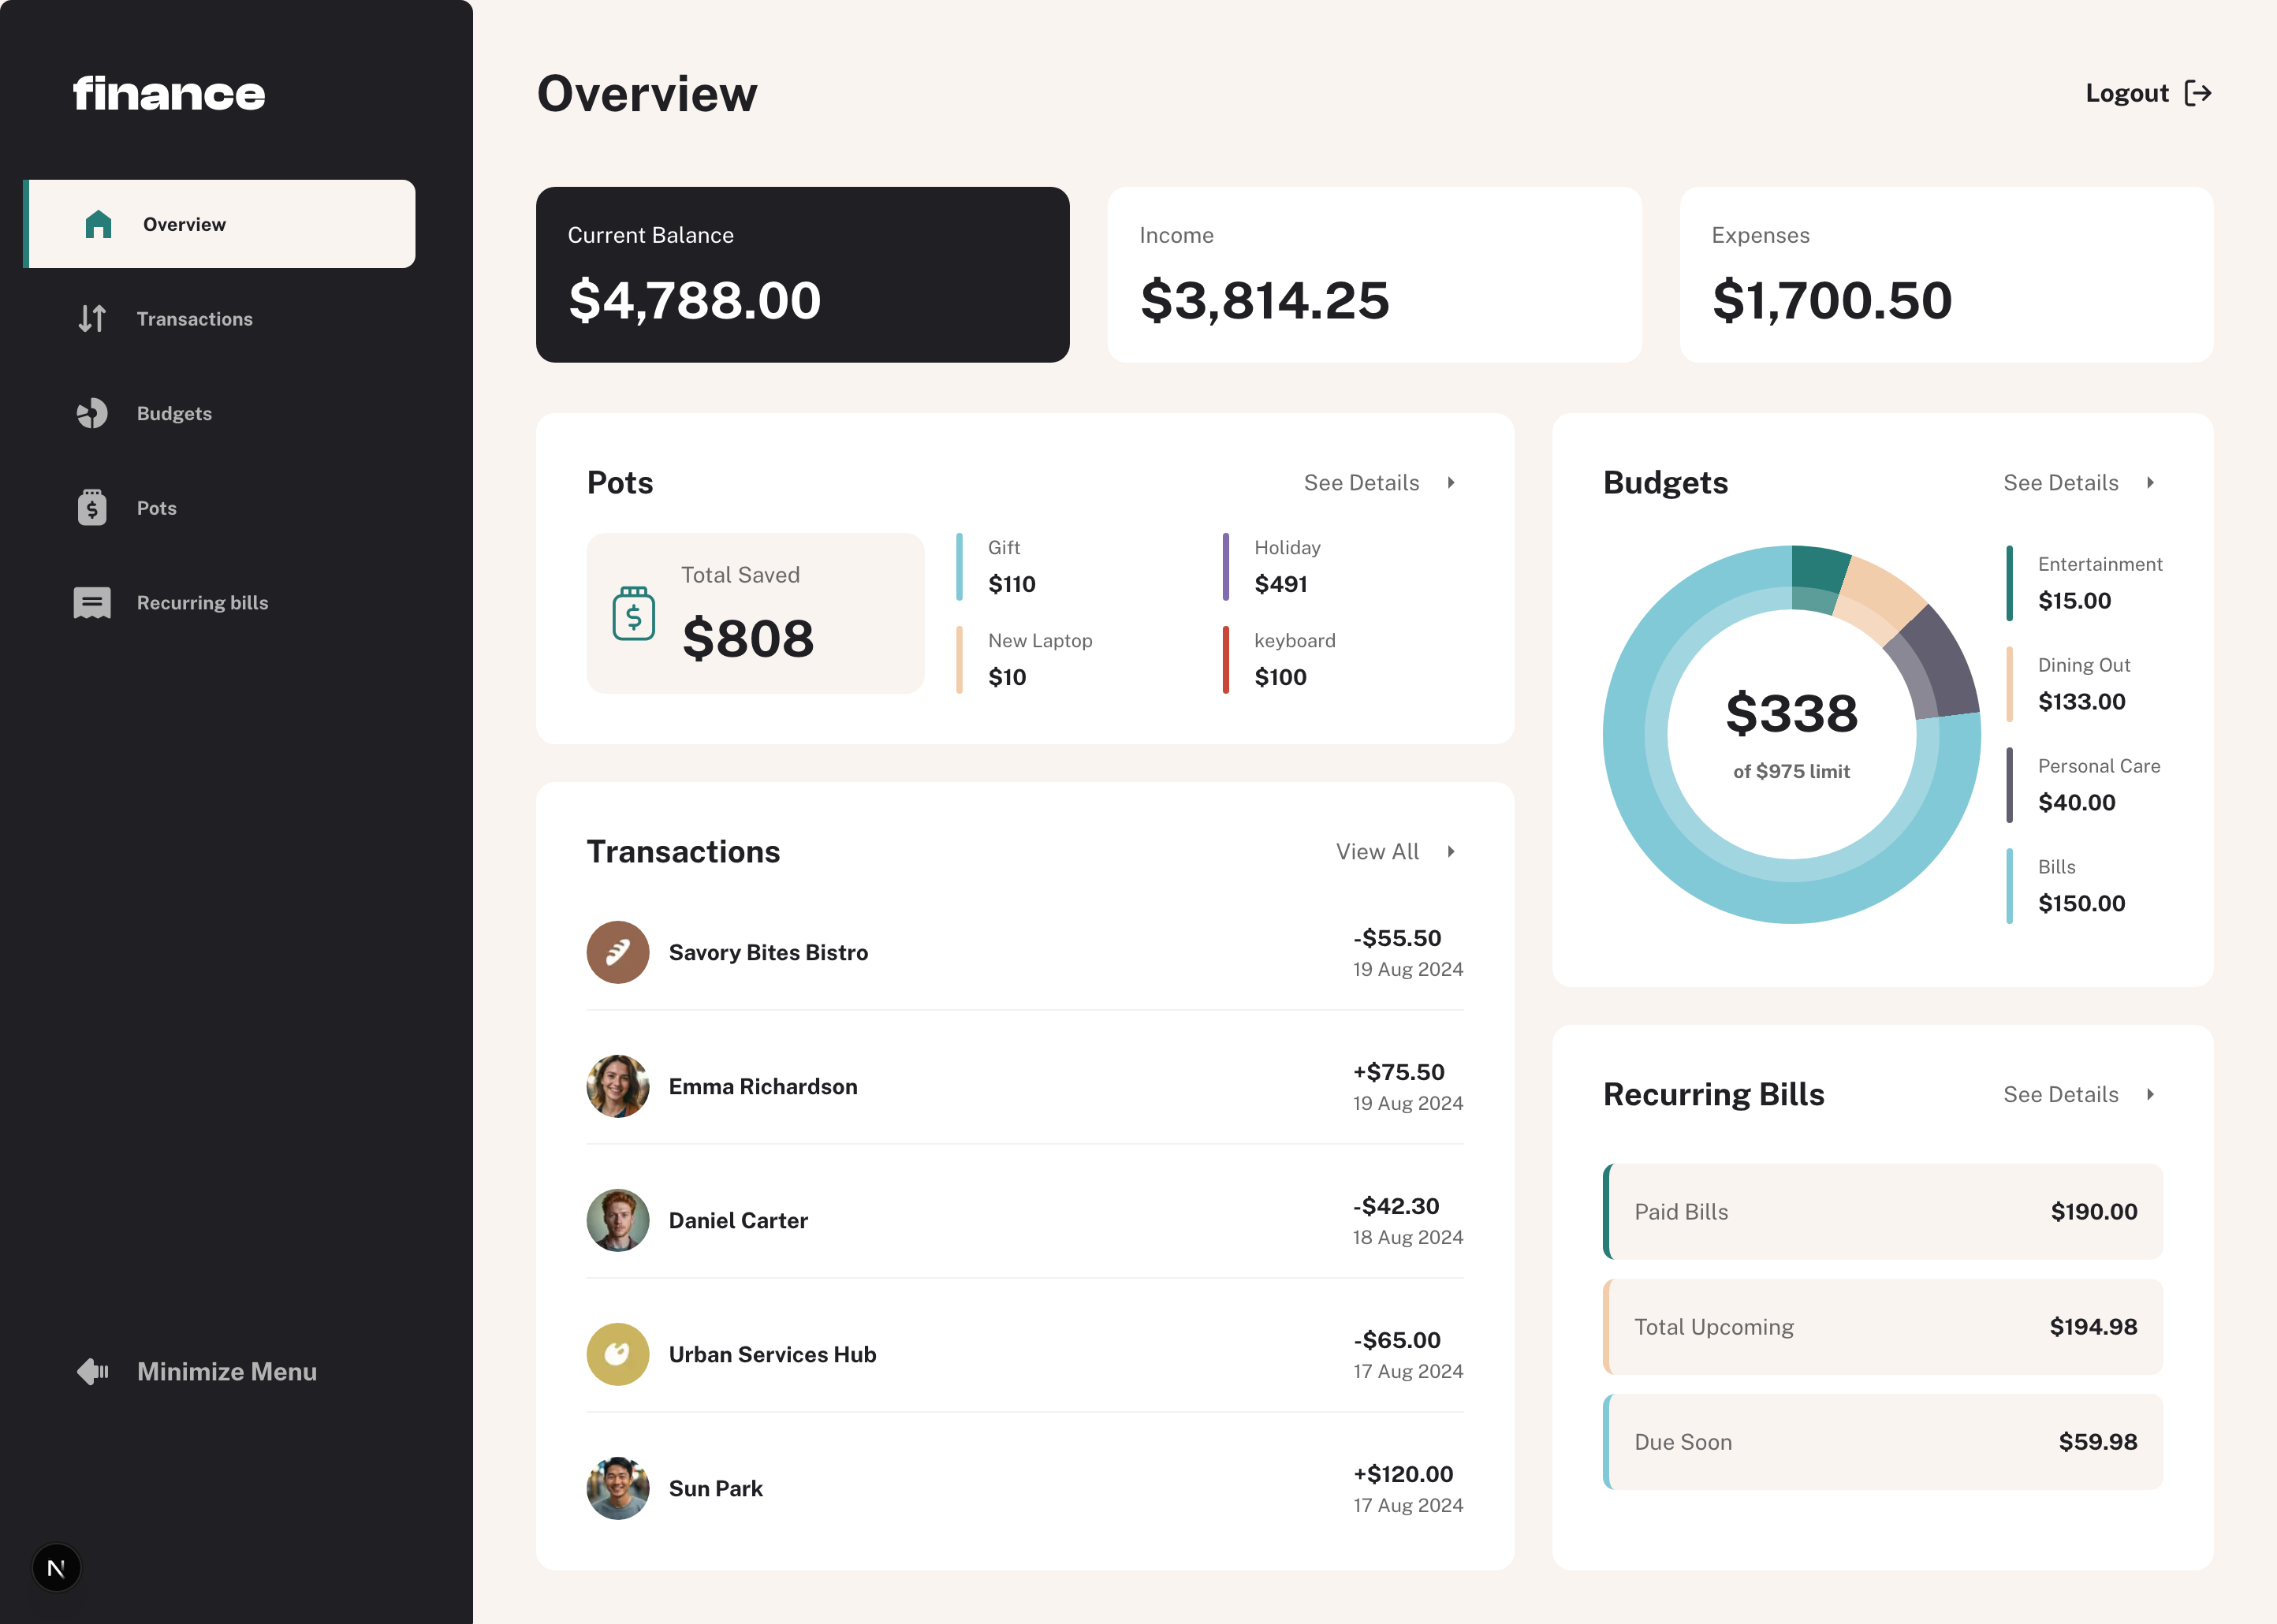 finance
Overview
Transactions
Budgets
Pots
Recurring bills
Minimize Menu
N
Overview
Logout
Current Balance
$4,788.00
Income
$3,814.25
Expenses
$1,700.50
Pots
See Details
Total Saved
$808
Gift
$110
Holiday
$491
New Laptop
$10
keyboard
$100
Transactions
View All
Savory Bites Bistro
-$55.50
19 Aug 2024
Emma Richardson
+$75.50
19 Aug 2024
Daniel Carter
-$42.30
18 Aug 2024
Urban Services Hub
-$65.00
17 Aug 2024
Sun Park
+$120.00
17 Aug 2024
Budgets
See Details
$338
of $975 limit
Entertainment
$15.00
Dining Out
$133.00
Personal Care
$40.00
Bills
$150.00
Recurring Bills
See Details
Paid Bills
$190.00
Total Upcoming
$194.98
Due Soon
$59.98